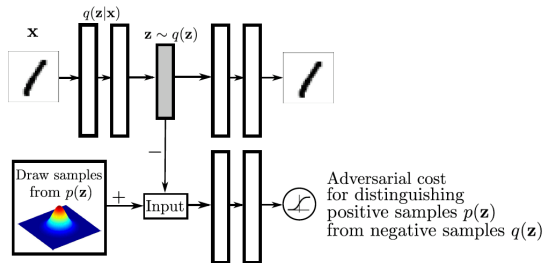 q(z|x)
x
z ∼ q(z)
−
Draw samples
from p(z)
+
Input
Adversarial cost
for distinguishing
positive samples p(z)
from negative samples q(z)